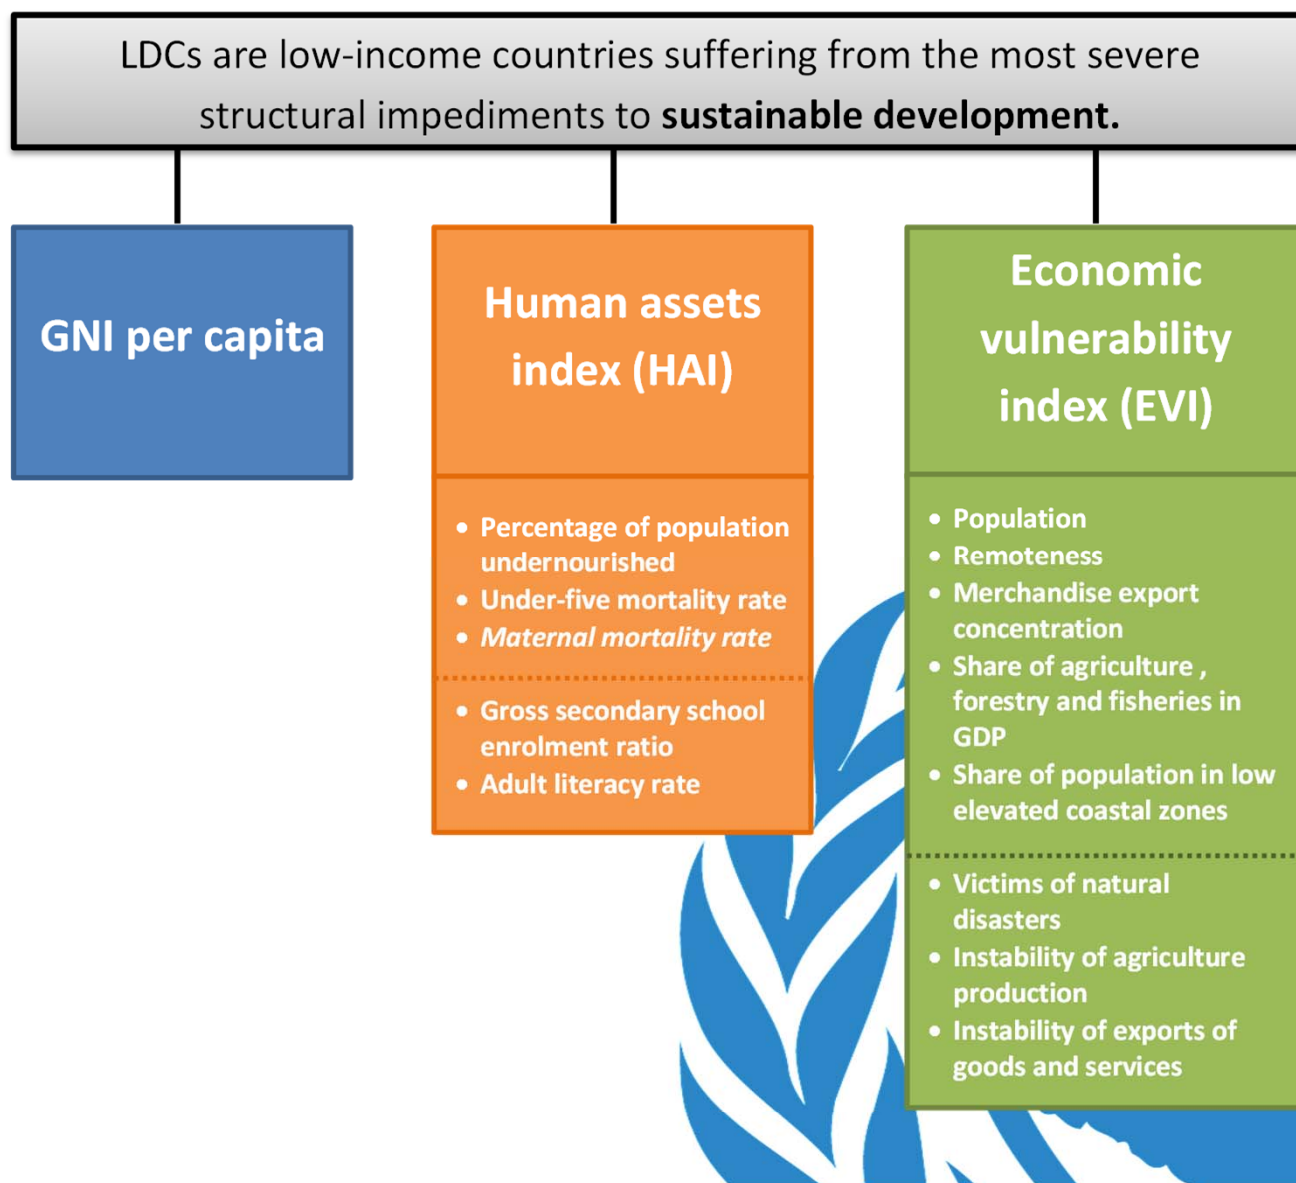 LDCs are low-income countries suffering from the most severe
structural impediments to sustainable development.
GNI per capita
Human assets
index (HAI)
• Percentage of population
undernourished
• Under-five mortality rate
• Maternal mortality rate
• Gross secondary school
enrolment ratio
• Adult literacy rate
Economic
vulnerability
index (EVI)
• Population
• Remoteness
• Merchandise export
concentration
• Share of agriculture ,
forestry and fisheries in
GDP
• Share of population in low
elevated coastal zones
• Victims of natural
disasters
• Instability of agriculture
production
• Instability of exports of
goods and services